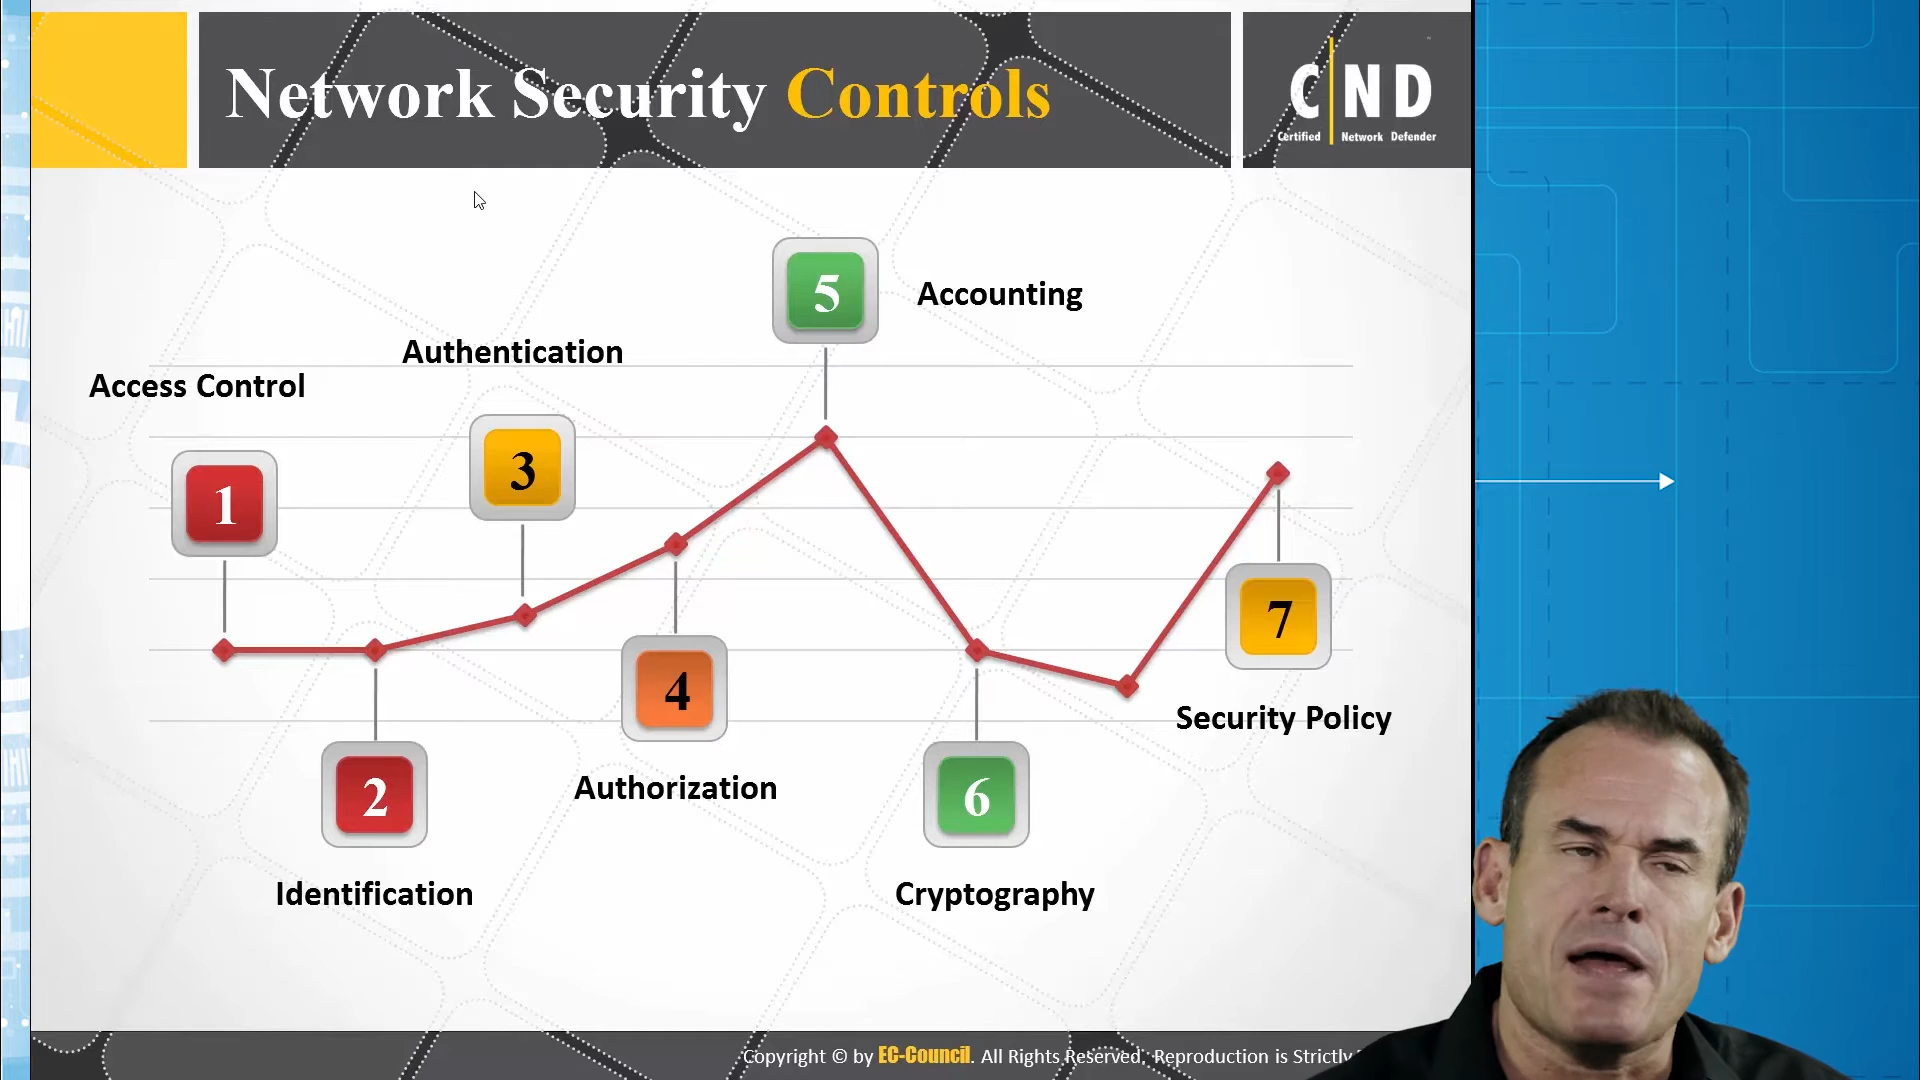 Network Security Controls
C|ND
Certified Network Defender
5
Accounting
Authentication
Access Control
3
1
7
4
Security Policy
2
6
Authorization
Identification
Cryptography
Copyright © by EC-Council. All Rights Reserved. Reproduction is Strictly